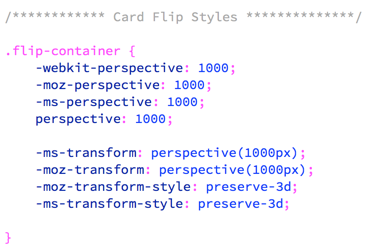 /************ Card Flip Styles **************/
.flip-container {
-webkit-perspective: 1000;
-moz-perspective: 1000;
-ms-perspective: 1000;
perspective: 1000;
-ms-transform: perspective(1000px);
-moz-transform: perspective(1000px);
-moz-transform-style: preserve-3d;
-ms-transform-style: preserve-3d;
}